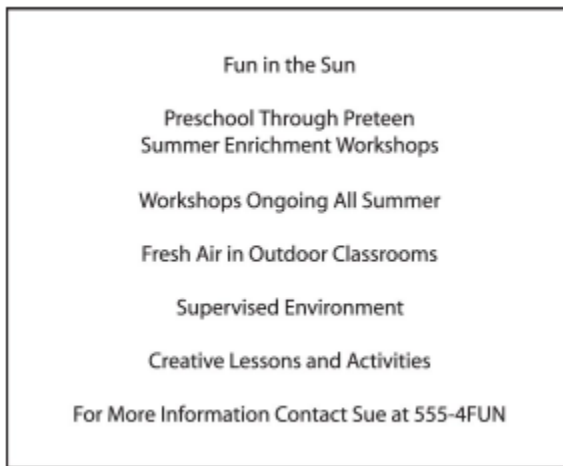 Fun in the Sun
Preschool Through Preteen
Summer Enrichment Workshops
Workshops Ongoing All Summer
Fresh Air in Outdoor Classrooms
Supervised Environment
Creative Lessons and Activities
For More Information Contact Sue at 555-4FUN